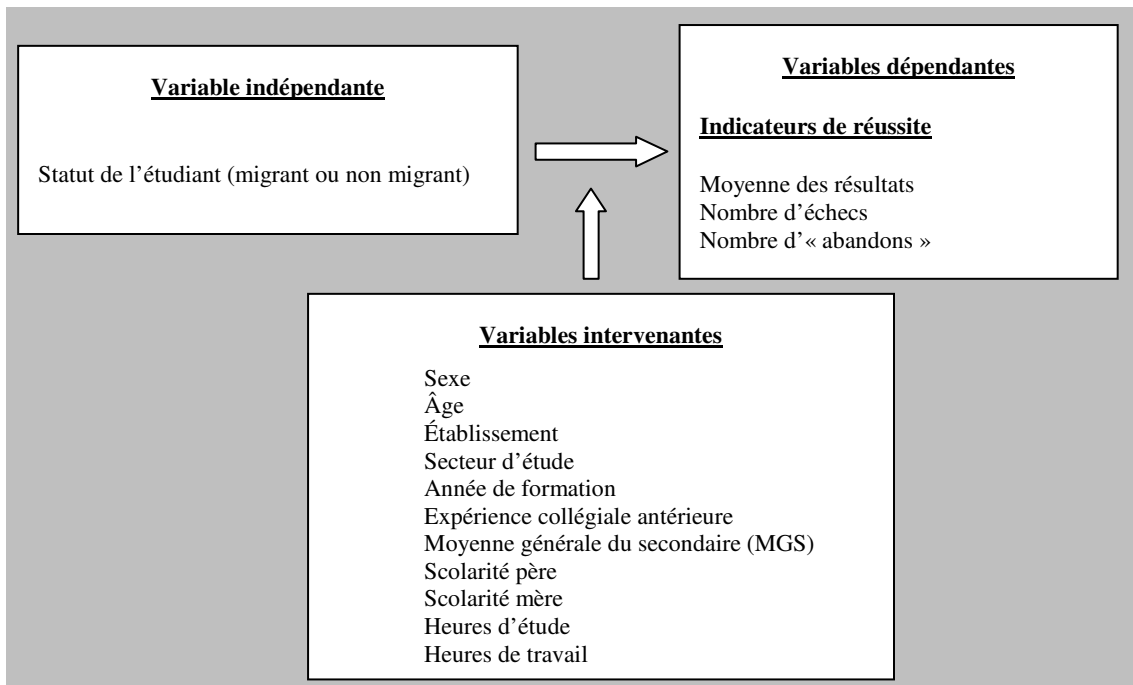 Variable indépendante
Statut de l’étudiant (migrant ou non migrant)
Variables dépendantes
Indicateurs de réussite
Moyenne des résultats
Nombre d’échecs
Nombre d’« abandons »
Variables intervenantes
Sexe
Âge
Établissement
Secteur d’étude
Année de formation
Expérience collégiale antérieure
Moyenne générale du secondaire (MGS)
Scolarité père
Scolarité mère
Heures d’étude
Heures de travail